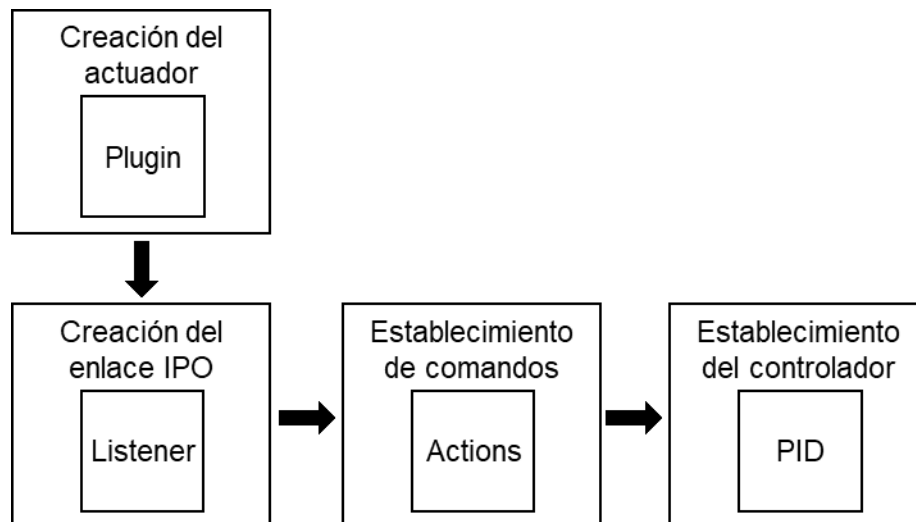 Creación del
actuador
Plugin
Creación del
enlace IPO
Listener
Establecimiento
de comandos
Actions
Establecimiento
del controlador
PID